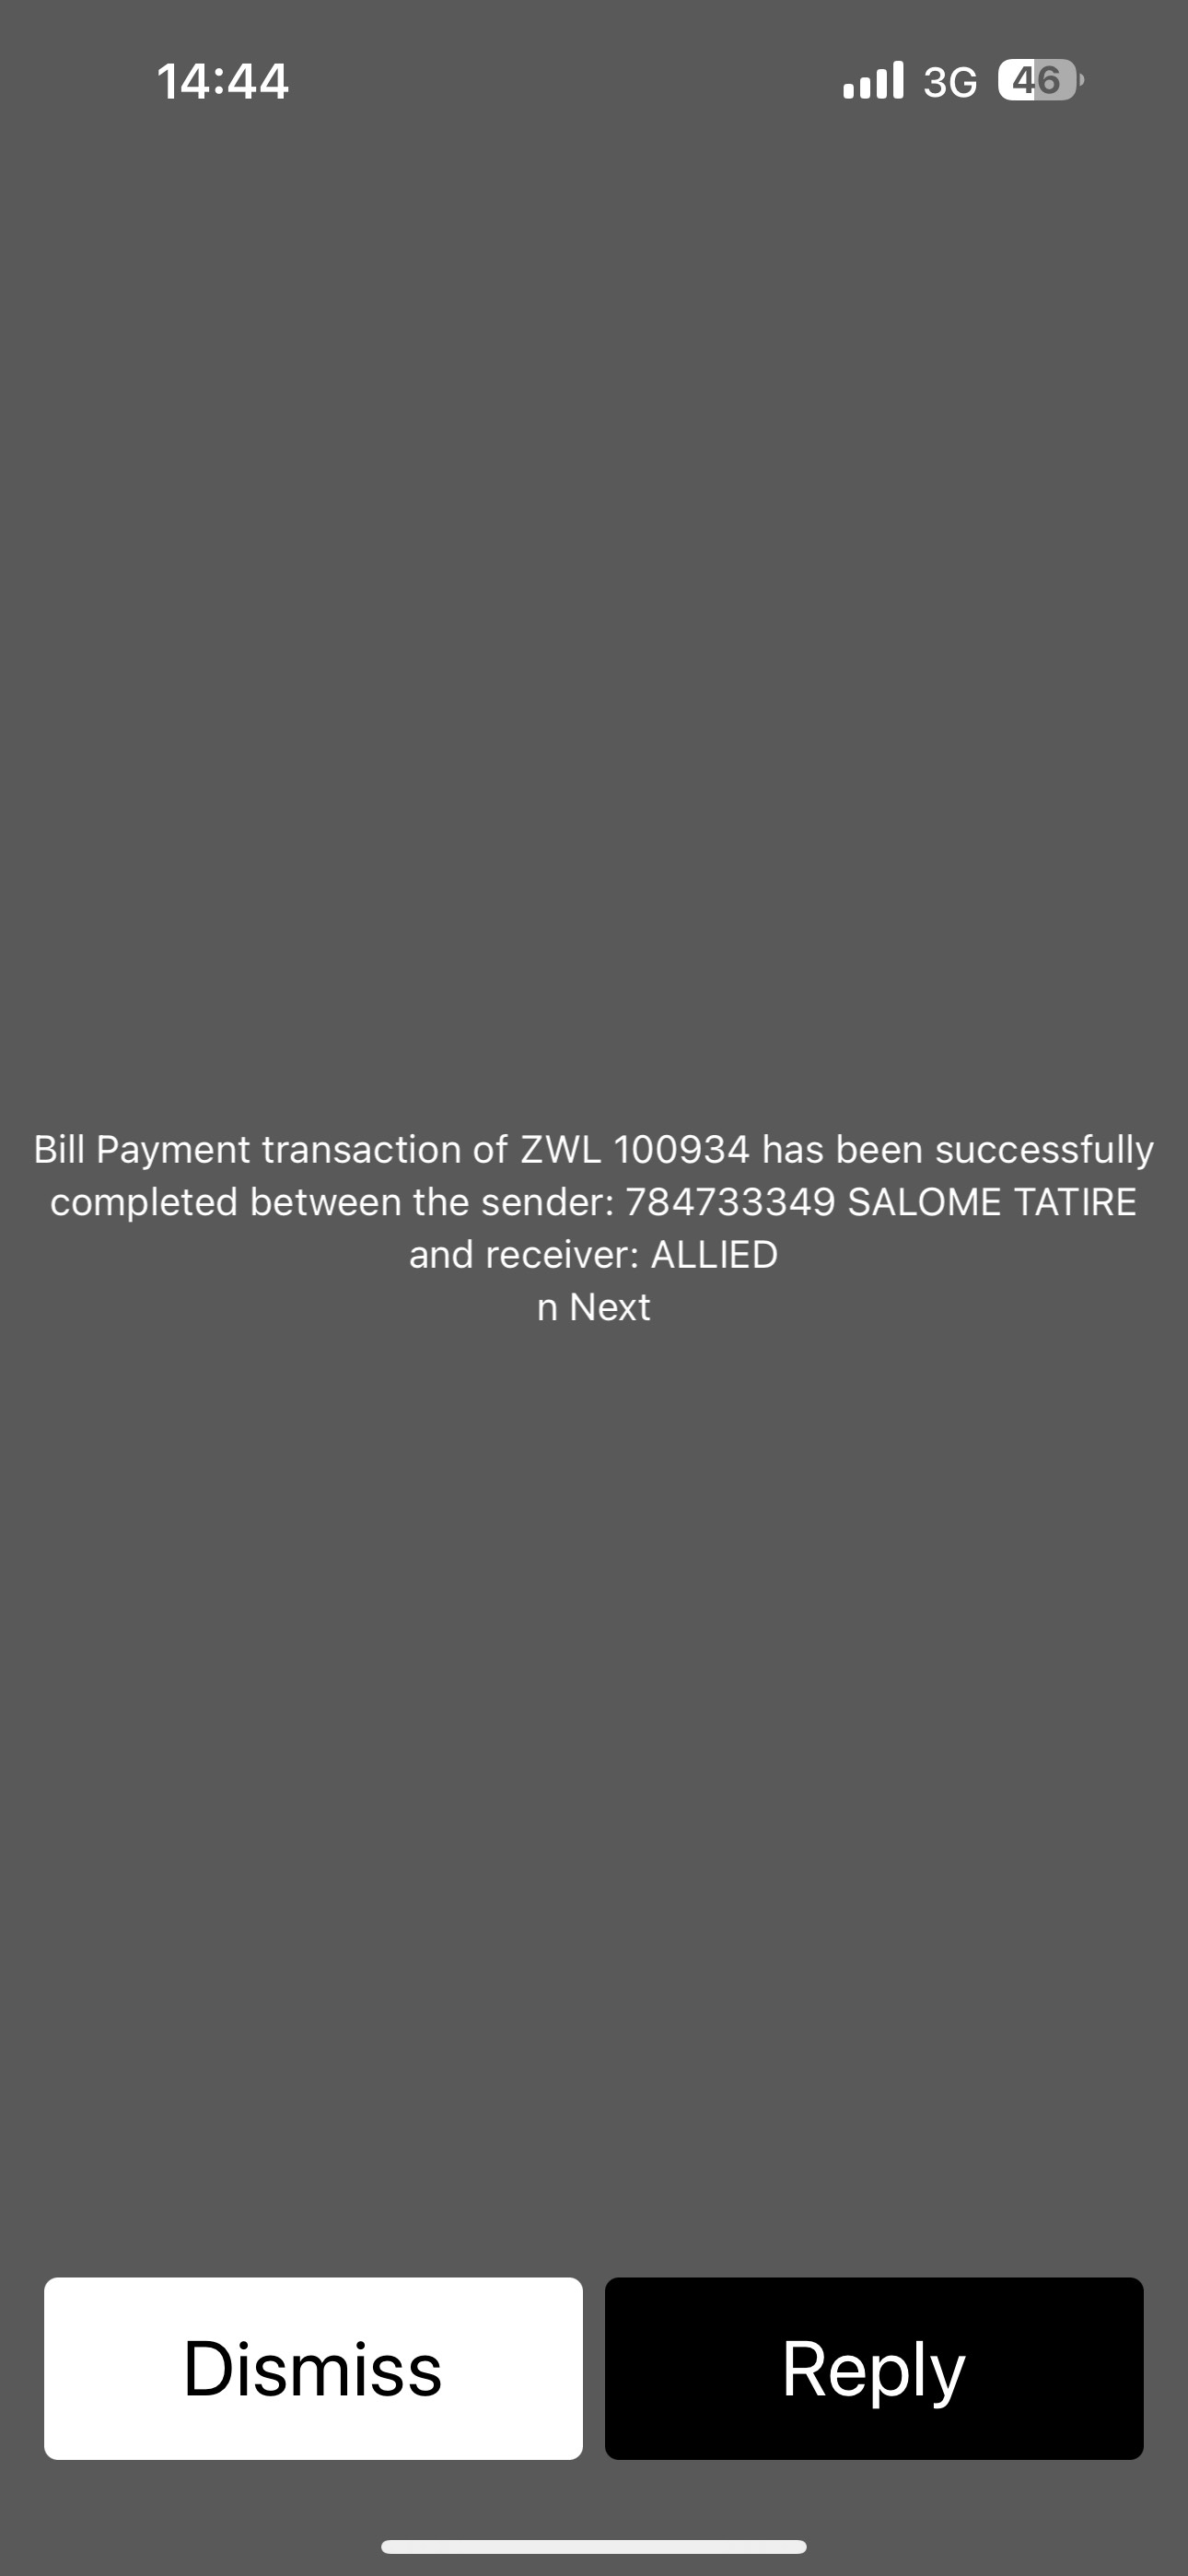 14:44 3G 46
Bill Payment transaction of ZWL 100934 has been successfully
completed between the sender: 784733349 SALOME TATIRE
and receiver: ALLIED
n Next
Dismiss Reply